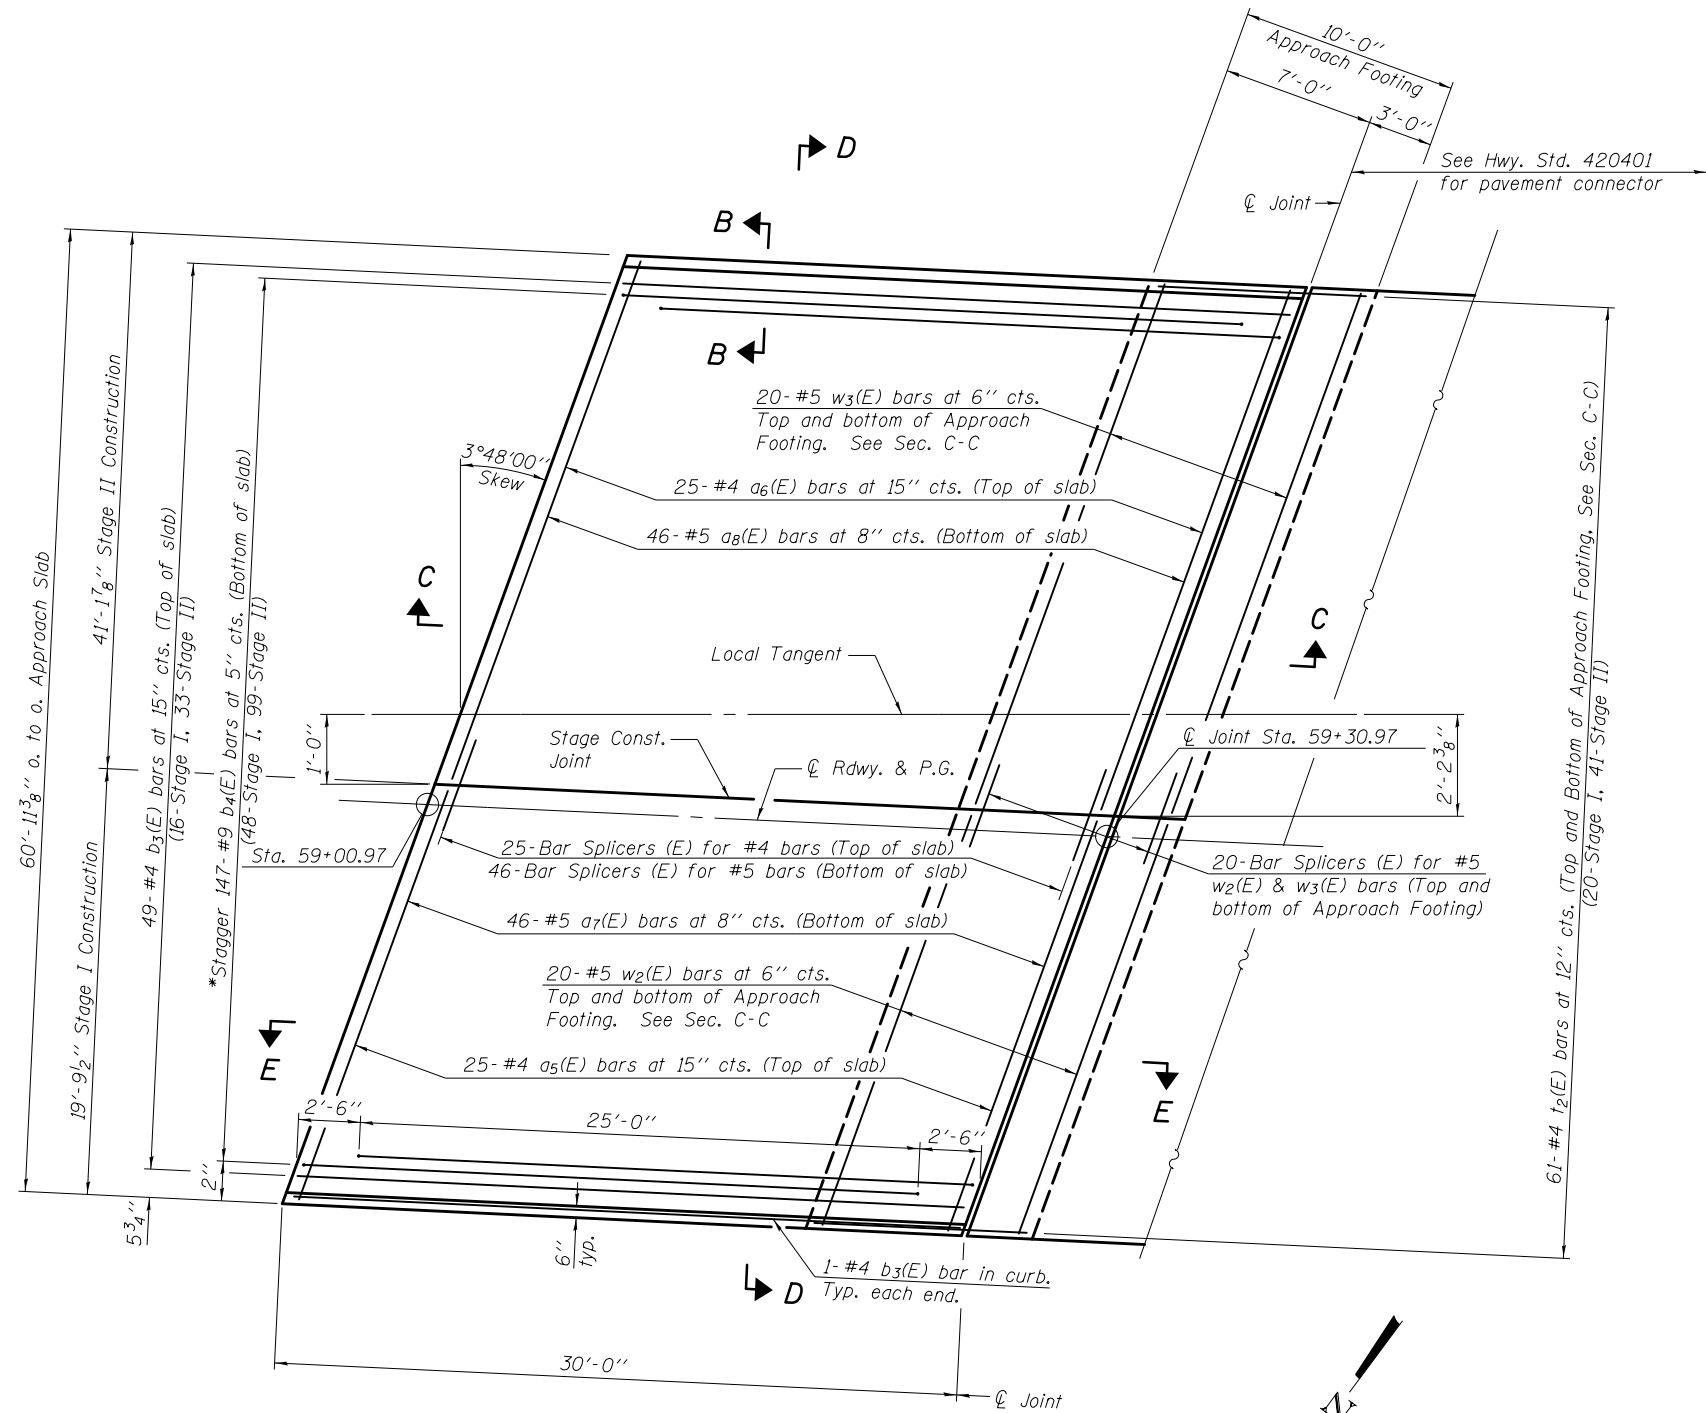 10'-0"
Approach Footing
7'-0"
3'-0"
See Hwy. Std. 420401
for pavement connector
℄ Joint
D
B
B
20-#5 w3(E) bars at 6" cts.
Top and bottom of Approach
Footing. See Sec. C-C
3°48'00"
Skew
25-#4 a6(E) bars at 15" cts. (Top of slab)
46-#5 a8(E) bars at 8" cts. (Bottom of slab)
C
C
Local Tangent
Stage Const.
Joint
1'-0"
℄ Rdwy. & P.G.
℄ Joint Sta. 59+30.97
2'-2 3/8"
Sta. 59+00.97
25-Bar Splicers (E) for #4 bars (Top of slab)
46-Bar Splicers (E) for #5 bars (Bottom of slab)
20-Bar Splicers (E) for #5
w2(E) & w3(E) bars (Top and
bottom of Approach Footing)
46-#5 a7(E) bars at 8" cts. (Bottom of slab)
20-#5 w2(E) bars at 6" cts.
Top and bottom of Approach
Footing. See Sec. C-C
25-#4 a5(E) bars at 15" cts. (Top of slab)
E
E
2'-6"
25'-0"
2'-6"
60'-11 3/8" o. to o. Approach Slab
41'-1 7/8" Stage II Construction
19'-9 1/2" Stage I Construction
49-#4 b3(E) bars at 15" cts. (Top of slab)
(16-Stage I, 33-Stage II)
*Stagger 147-#9 b4(E) bars at 5" cts. (Bottom of slab)
(48-Stage I, 99-Stage II)
61-#4 t2(E) bars at 12" cts. (Top and Bottom of Approach Footing, See Sec. C-C)
(20-Stage I, 41-Stage II)
2"
5 3/4"
6"
typ.
1-#4 b3(E) bar in curb.
Typ. each end.
D
30'-0"
℄ Joint
N